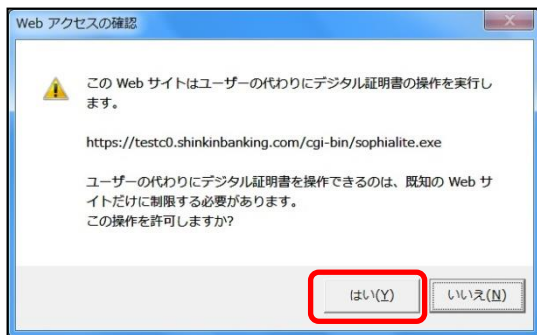 Web アクセスの確認
この Web サイトはユーザーの代わりにデジタル証明書の操作を実行し
ます。
https://testc0.shinkinbanking.com/cgi-bin/sophialite.exe
ユーザーの代わりにデジタル証明書を操作できるのは、既知の Web サ
イトだけに制限する必要があります。
この操作を許可しますか?
はい(Y)
いいえ(N)